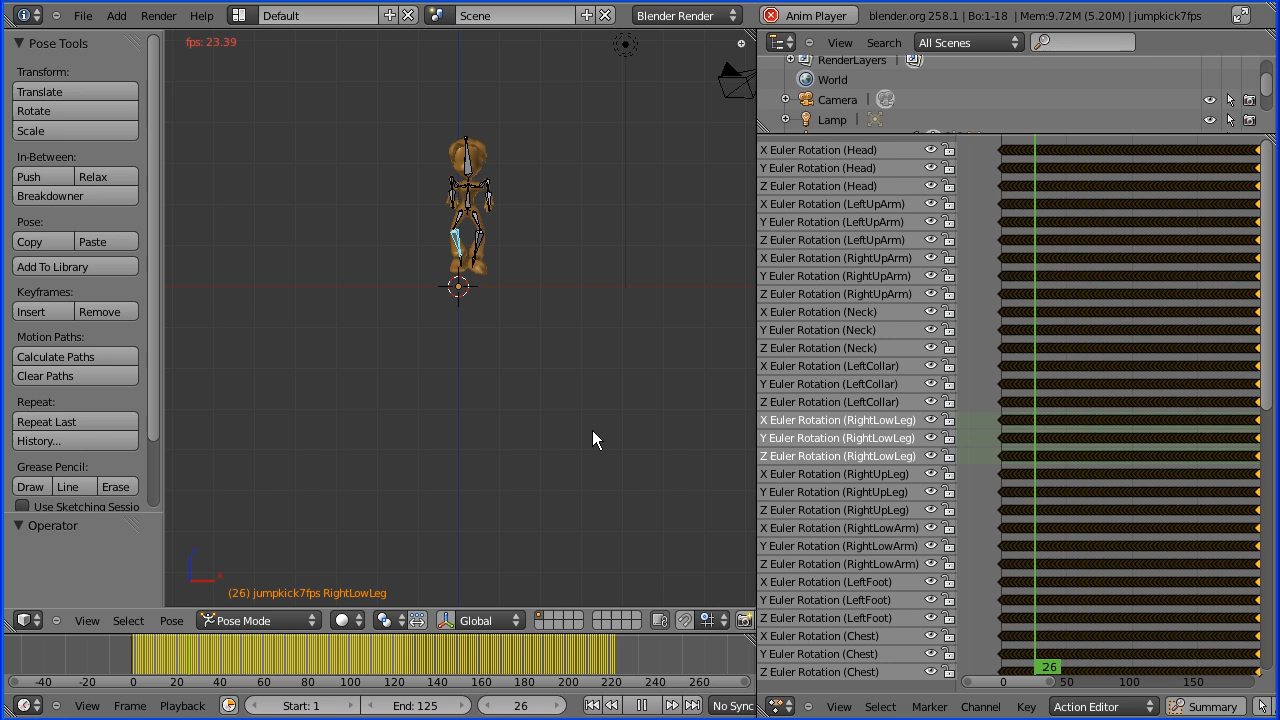 File Add Render Help Default Scene Blender Render Anim Player blender.org 258.1 | Bo:1-18 | Mem:9.72M (5.20M) | jumpkick7fps
Pose Tools
Transform:
Translate
Rotate
Scale
In-Between:
Push Relax
Breakdowner
Pose:
Copy Paste
Add To Library
Keyframes:
Insert Remove
Motion Paths:
Calculate Paths
Clear Paths
Repeat:
Repeat Last
History...
Grease Pencil:
Draw Line Erase
Use Sketching Sessio
Operator
fps: 23.39
(26) jumpkick7fps RightLowLeg
View Select Pose Pose Mode Global
-40 -20 0 20 40 60 80 100 120 140 160 180 200 220 240 260
View Frame Playback Start: 1 End: 125 26 No Sync
View Search All Scenes
RenderLayers |
World
Camera |
Lamp |
X Euler Rotation (Head)
Y Euler Rotation (Head)
Z Euler Rotation (Head)
X Euler Rotation (LeftUpArm)
Y Euler Rotation (LeftUpArm)
Z Euler Rotation (LeftUpArm)
X Euler Rotation (RightUpArm)
Y Euler Rotation (RightUpArm)
Z Euler Rotation (RightUpArm)
X Euler Rotation (Neck)
Y Euler Rotation (Neck)
Z Euler Rotation (Neck)
X Euler Rotation (LeftCollar)
Y Euler Rotation (LeftCollar)
Z Euler Rotation (LeftCollar)
X Euler Rotation (RightLowLeg)
Y Euler Rotation (RightLowLeg)
Z Euler Rotation (RightLowLeg)
X Euler Rotation (RightUpLeg)
Y Euler Rotation (RightUpLeg)
Z Euler Rotation (RightUpLeg)
X Euler Rotation (RightLowArm)
Y Euler Rotation (RightLowArm)
Z Euler Rotation (RightLowArm)
X Euler Rotation (LeftFoot)
Y Euler Rotation (LeftFoot)
Z Euler Rotation (LeftFoot)
X Euler Rotation (Chest)
Y Euler Rotation (Chest)
Z Euler Rotation (Chest)
26
0 50 100 150
View Select Marker Channel Key Action Editor Summary